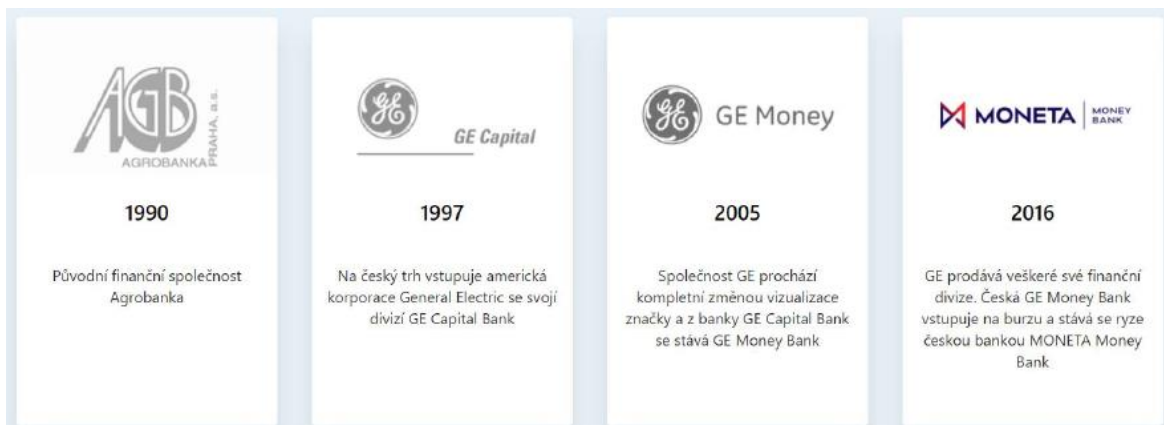 AGB
AGROBANKA
PRAHA, a.s.
1990
Původní finanční společnost
Agrobanka
GE
GE Capital
1997
Na český trh vstupuje americká
korporace General Electric se svojí
divizí GE Capital Bank
GE
GE Money
2005
Společnost GE prochází
kompletní změnou vizualizace
značky a z banky GE Capital Bank
se stává GE Money Bank
MONETA
MONEY
BANK
2016
GE prodává veškeré své finanční
divize. Česká GE Money Bank
vstupuje na burzu a stává se ryze
českou bankou MONETA Money
Bank